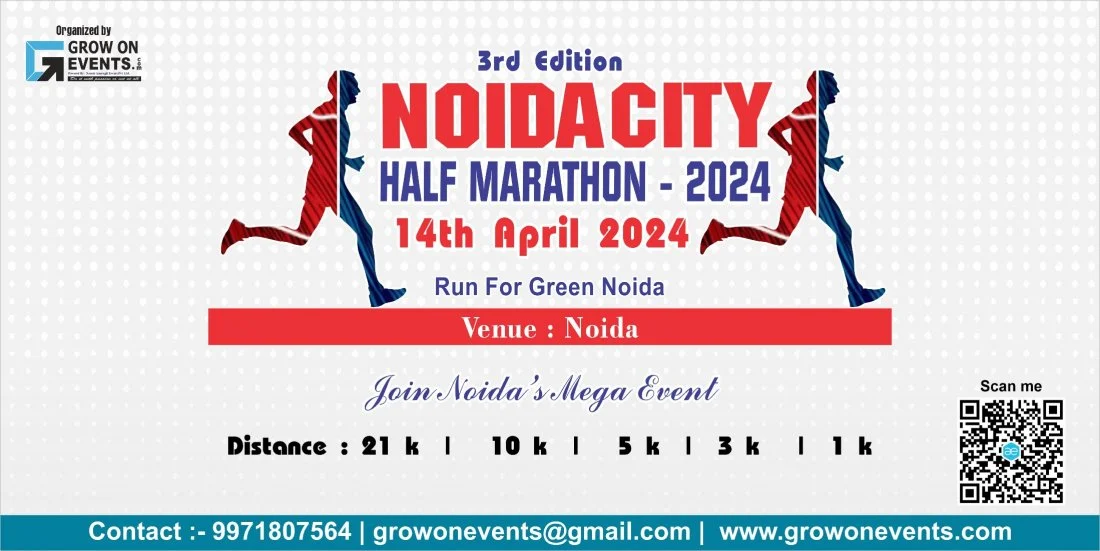 Organized by
GROW ON
EVENTS.
3rd Edition
NOIDA CITY
HALF MARATHON - 2024
14th April 2024
Run For Green Noida
Venue : Noida
Join Noida's Mega Event
Scan me
Distance : 21 k | 10 k | 5 k | 3 k | 1 k
ae
Contact :- 9971807564 | growonevents@gmail.com | www.growonevents.com